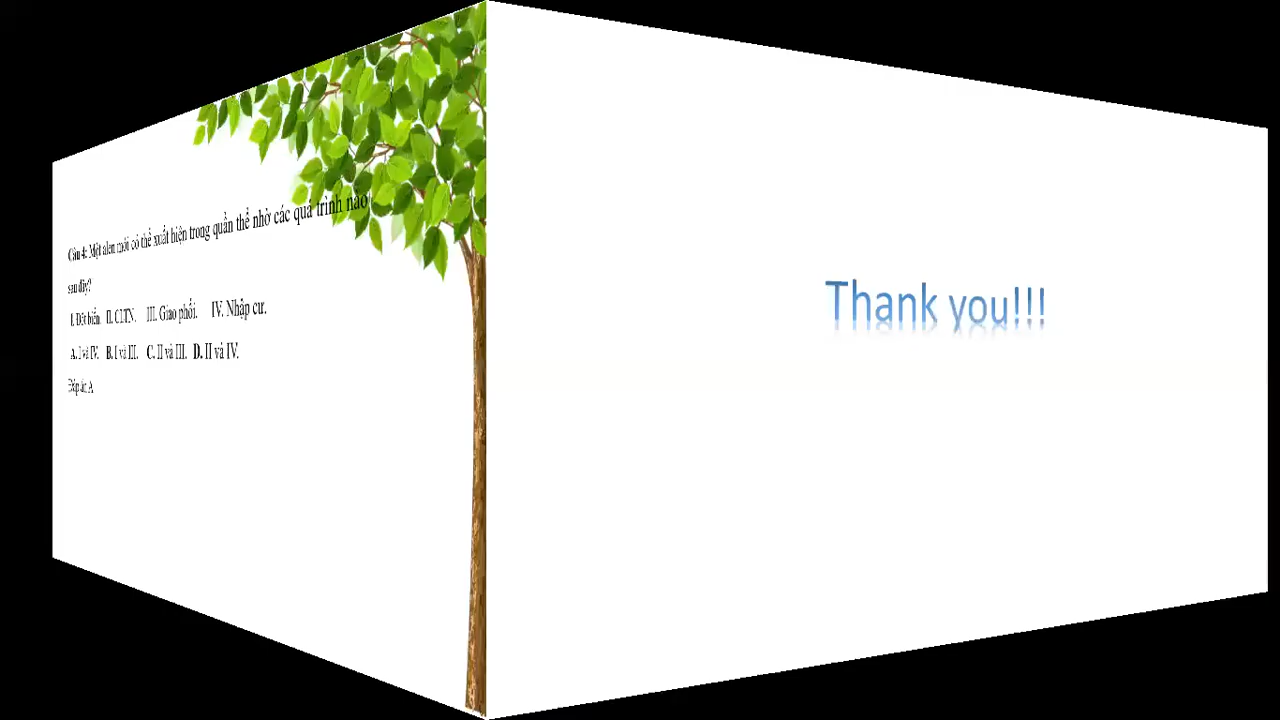 Câu 4: Một alen mới có thể xuất hiện trong quần thể nhờ các quá trình nào
sau đây?
I. Đột biến. II. CLTN. III. Giao phối. IV. Nhập cư.
A. I và IV. B. I và III. C. II và III. D. II và IV.
Đáp án A
Thank you!!!